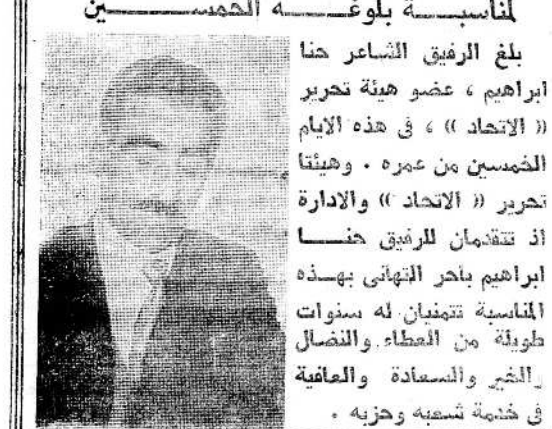 لمناسبة بلوغه الخمسين
بلغ الرفيق الشاعر حنا
ابراهيم ، عضو هيئة تحرير
(( الاتحاد )) ، في هذه الايام
الخمسين من عمره . وهيئتا
تحرير (( الاتحاد )) والادارة
اذ تتقدمان للرفيق حنا
ابراهيم باحر التهاني بهذه
المناسبة تتمنيان له سنوات
طويلة من العطاء والنضال
والخير والسعادة والعافية
في خدمة شعبه وحزبه .